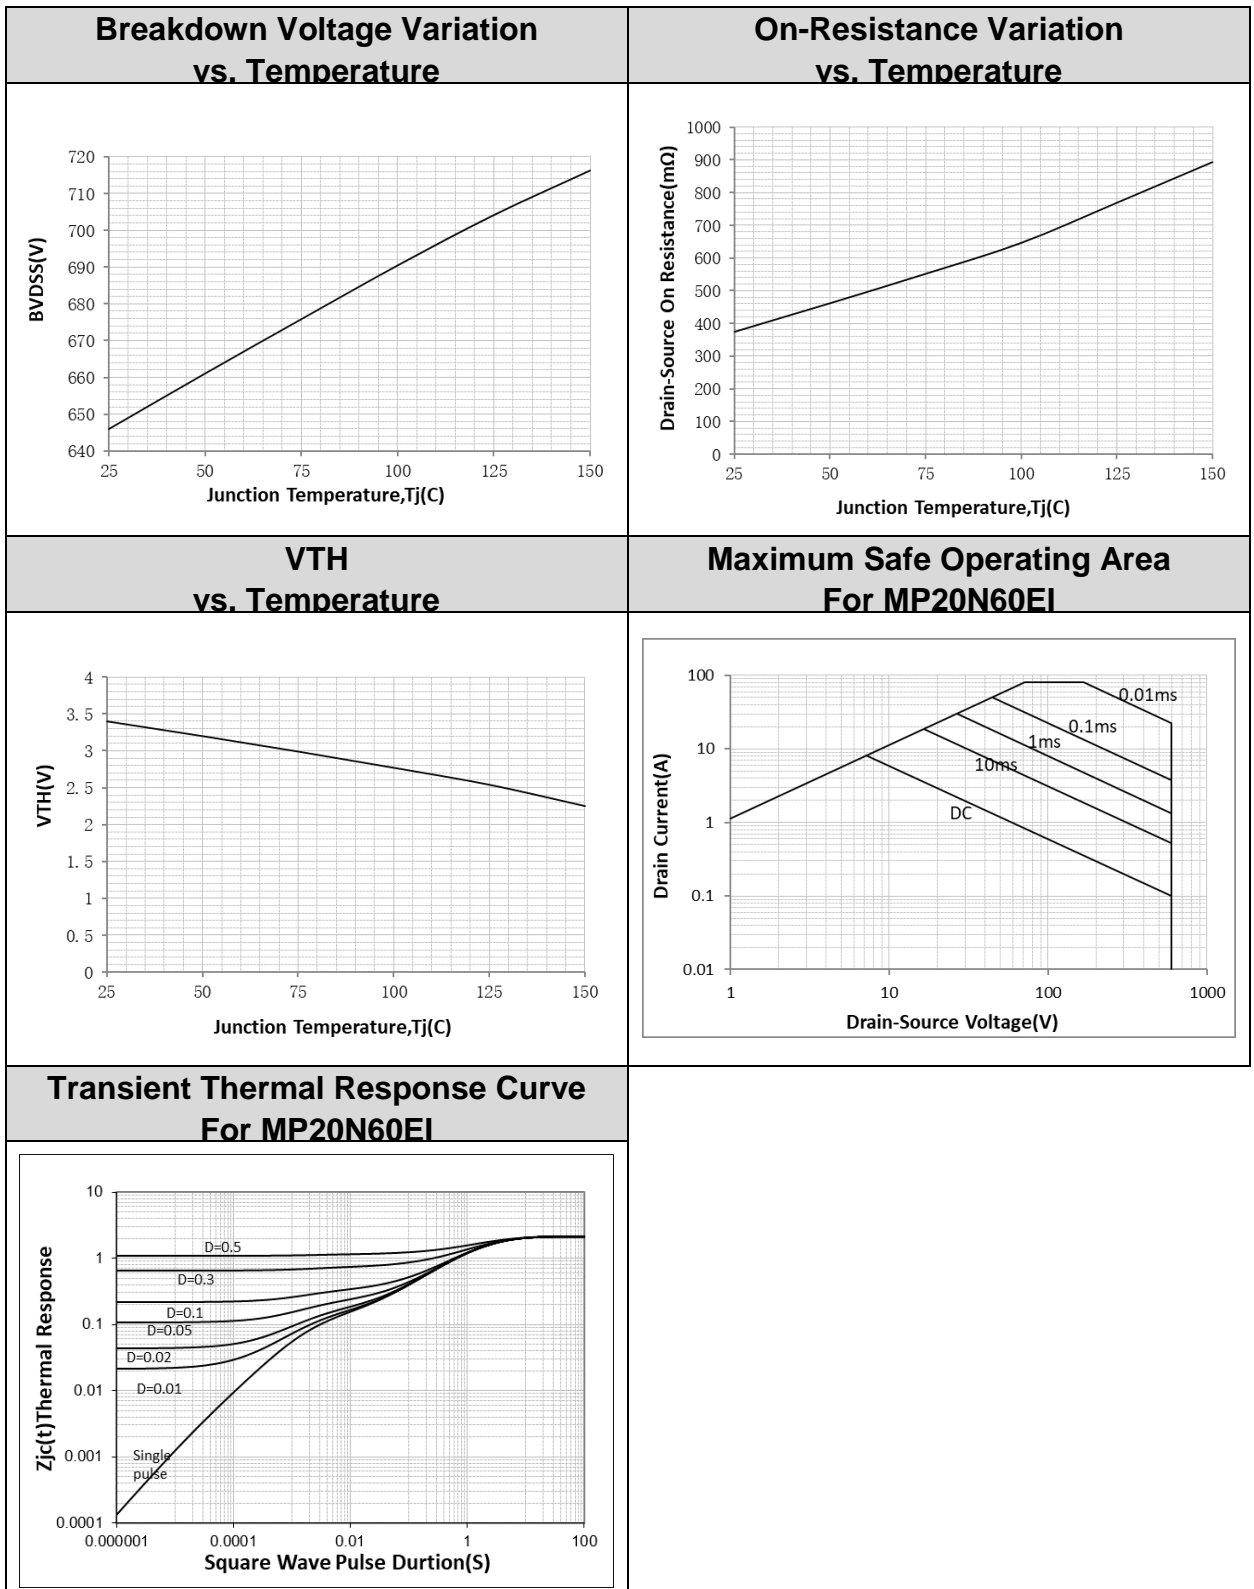 Breakdown Voltage Variation
vs. Temperature
On-Resistance Variation
vs. Temperature
720
710
700
690
680
670
660
650
640
BVDSS(V)
25 50 75 100 125 150
Junction Temperature,Tj(C)
1000
900
800
700
600
500
400
300
200
100
0
Drain-Source On Resistance(mΩ)
25 50 75 100 125 150
Junction Temperature,Tj(C)
VTH
vs. Temperature
Maximum Safe Operating Area
For MP20N60EI
4
3.5
3
2.5
2
1.5
1
0.5
0
VTH(V)
25 50 75 100 125 150
Junction Temperature,Tj(C)
100
10
1
0.1
0.01
Drain Current(A)
0.01ms
0.1ms
1ms
10ms
DC
1 10 100 1000
Drain-Source Voltage(V)
Transient Thermal Response Curve
For MP20N60EI
10
1
0.1
0.01
0.001
0.0001
Zjc(t)Thermal Response
D=0.5
D=0.3
D=0.1
D=0.05
D=0.02
D=0.01
Single
pulse
0.000001 0.0001 0.01 1 100
Square Wave Pulse Durtion(S)